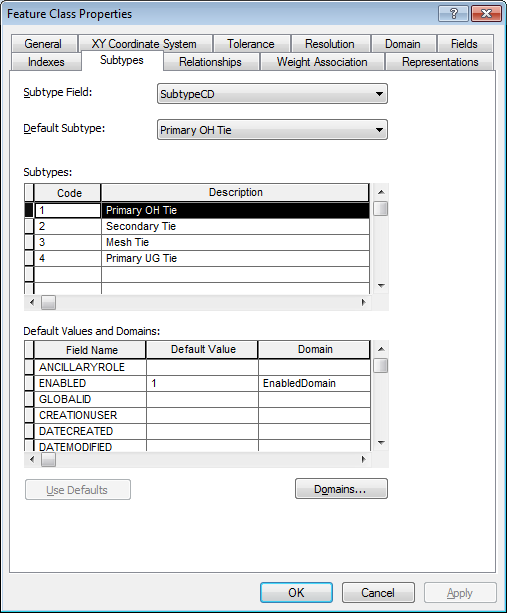 Feature Class Properties
General XY Coordinate System Tolerance Resolution Domain Fields
Indexes Subtypes Relationships Weight Association Representations
Subtype Field: SubtypeCD
Default Subtype: Primary OH Tie
Subtypes:
Code Description
1 Primary OH Tie
2 Secondary Tie
3 Mesh Tie
4 Primary UG Tie
Default Values and Domains:
Field Name Default Value Domain
ANCILLARYROLE
ENABLED 1 EnabledDomain
GLOBALID
CREATIONUSER
DATECREATED
DATEMODIFIED
Use Defaults Domains...
OK Cancel Apply